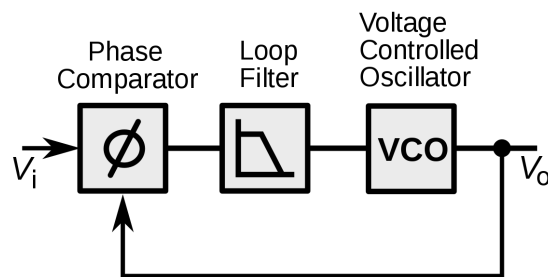 Phase
Comparator
Loop
Filter
Voltage
Controlled
Oscillator
Vi
ϕ
VCO
Vo